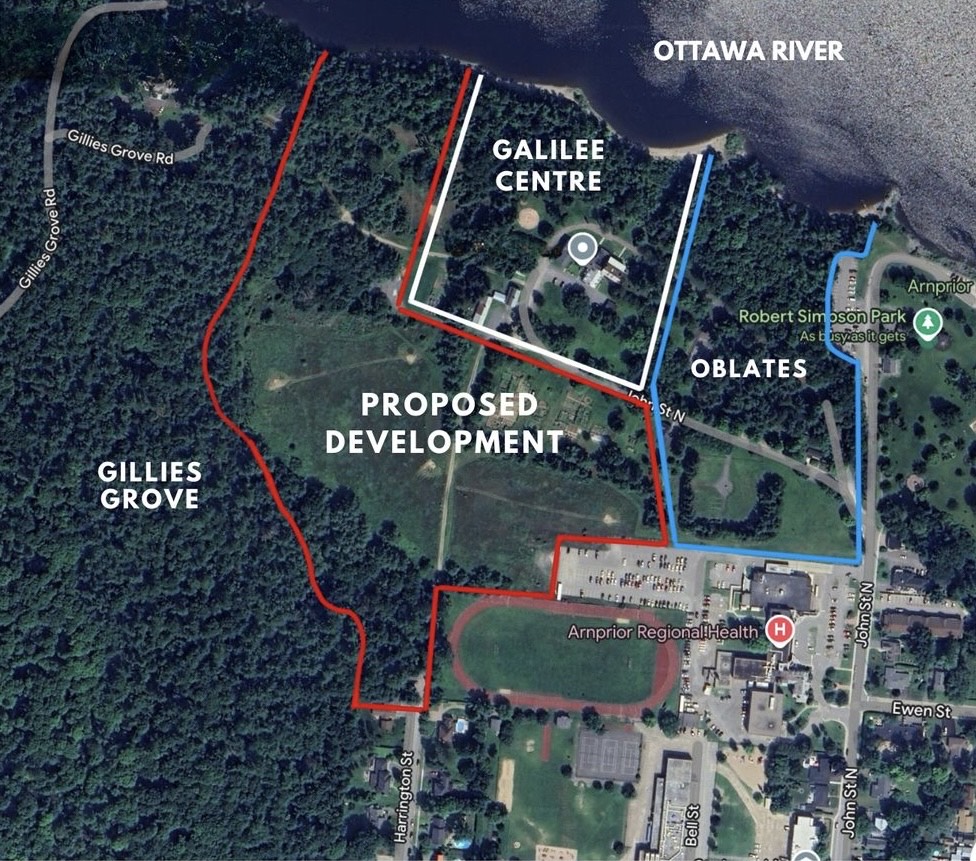 OTTAWA RIVER
Gillies Grove Rd
GALILEE
CENTRE
Gillies Grove Rd
Arnprior
Robert Simpson Park
As busy as it gets
OBLATES
John St N
PROPOSED
DEVELOPMENT
GILLIES
GROVE
John St N
Arnprior Regional Health
H
Ewen St
Harrington St
Bell St
John St N